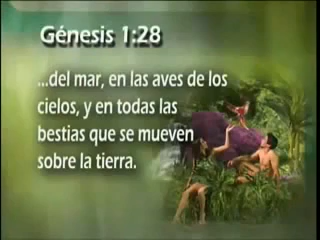 Génesis 1:28
...del mar, en las aves de los
cielos, y en todas las
bestias que se mueven
sobre la tierra.